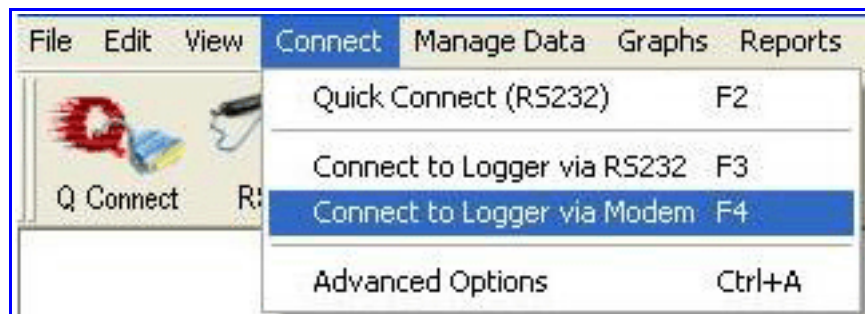 File Edit View Connect Manage Data Graphs Reports
Quick Connect (RS232) F2
Connect to Logger via RS232 F3
Q Connect
Connect to Logger via Modem F4
Advanced Options Ctrl+A